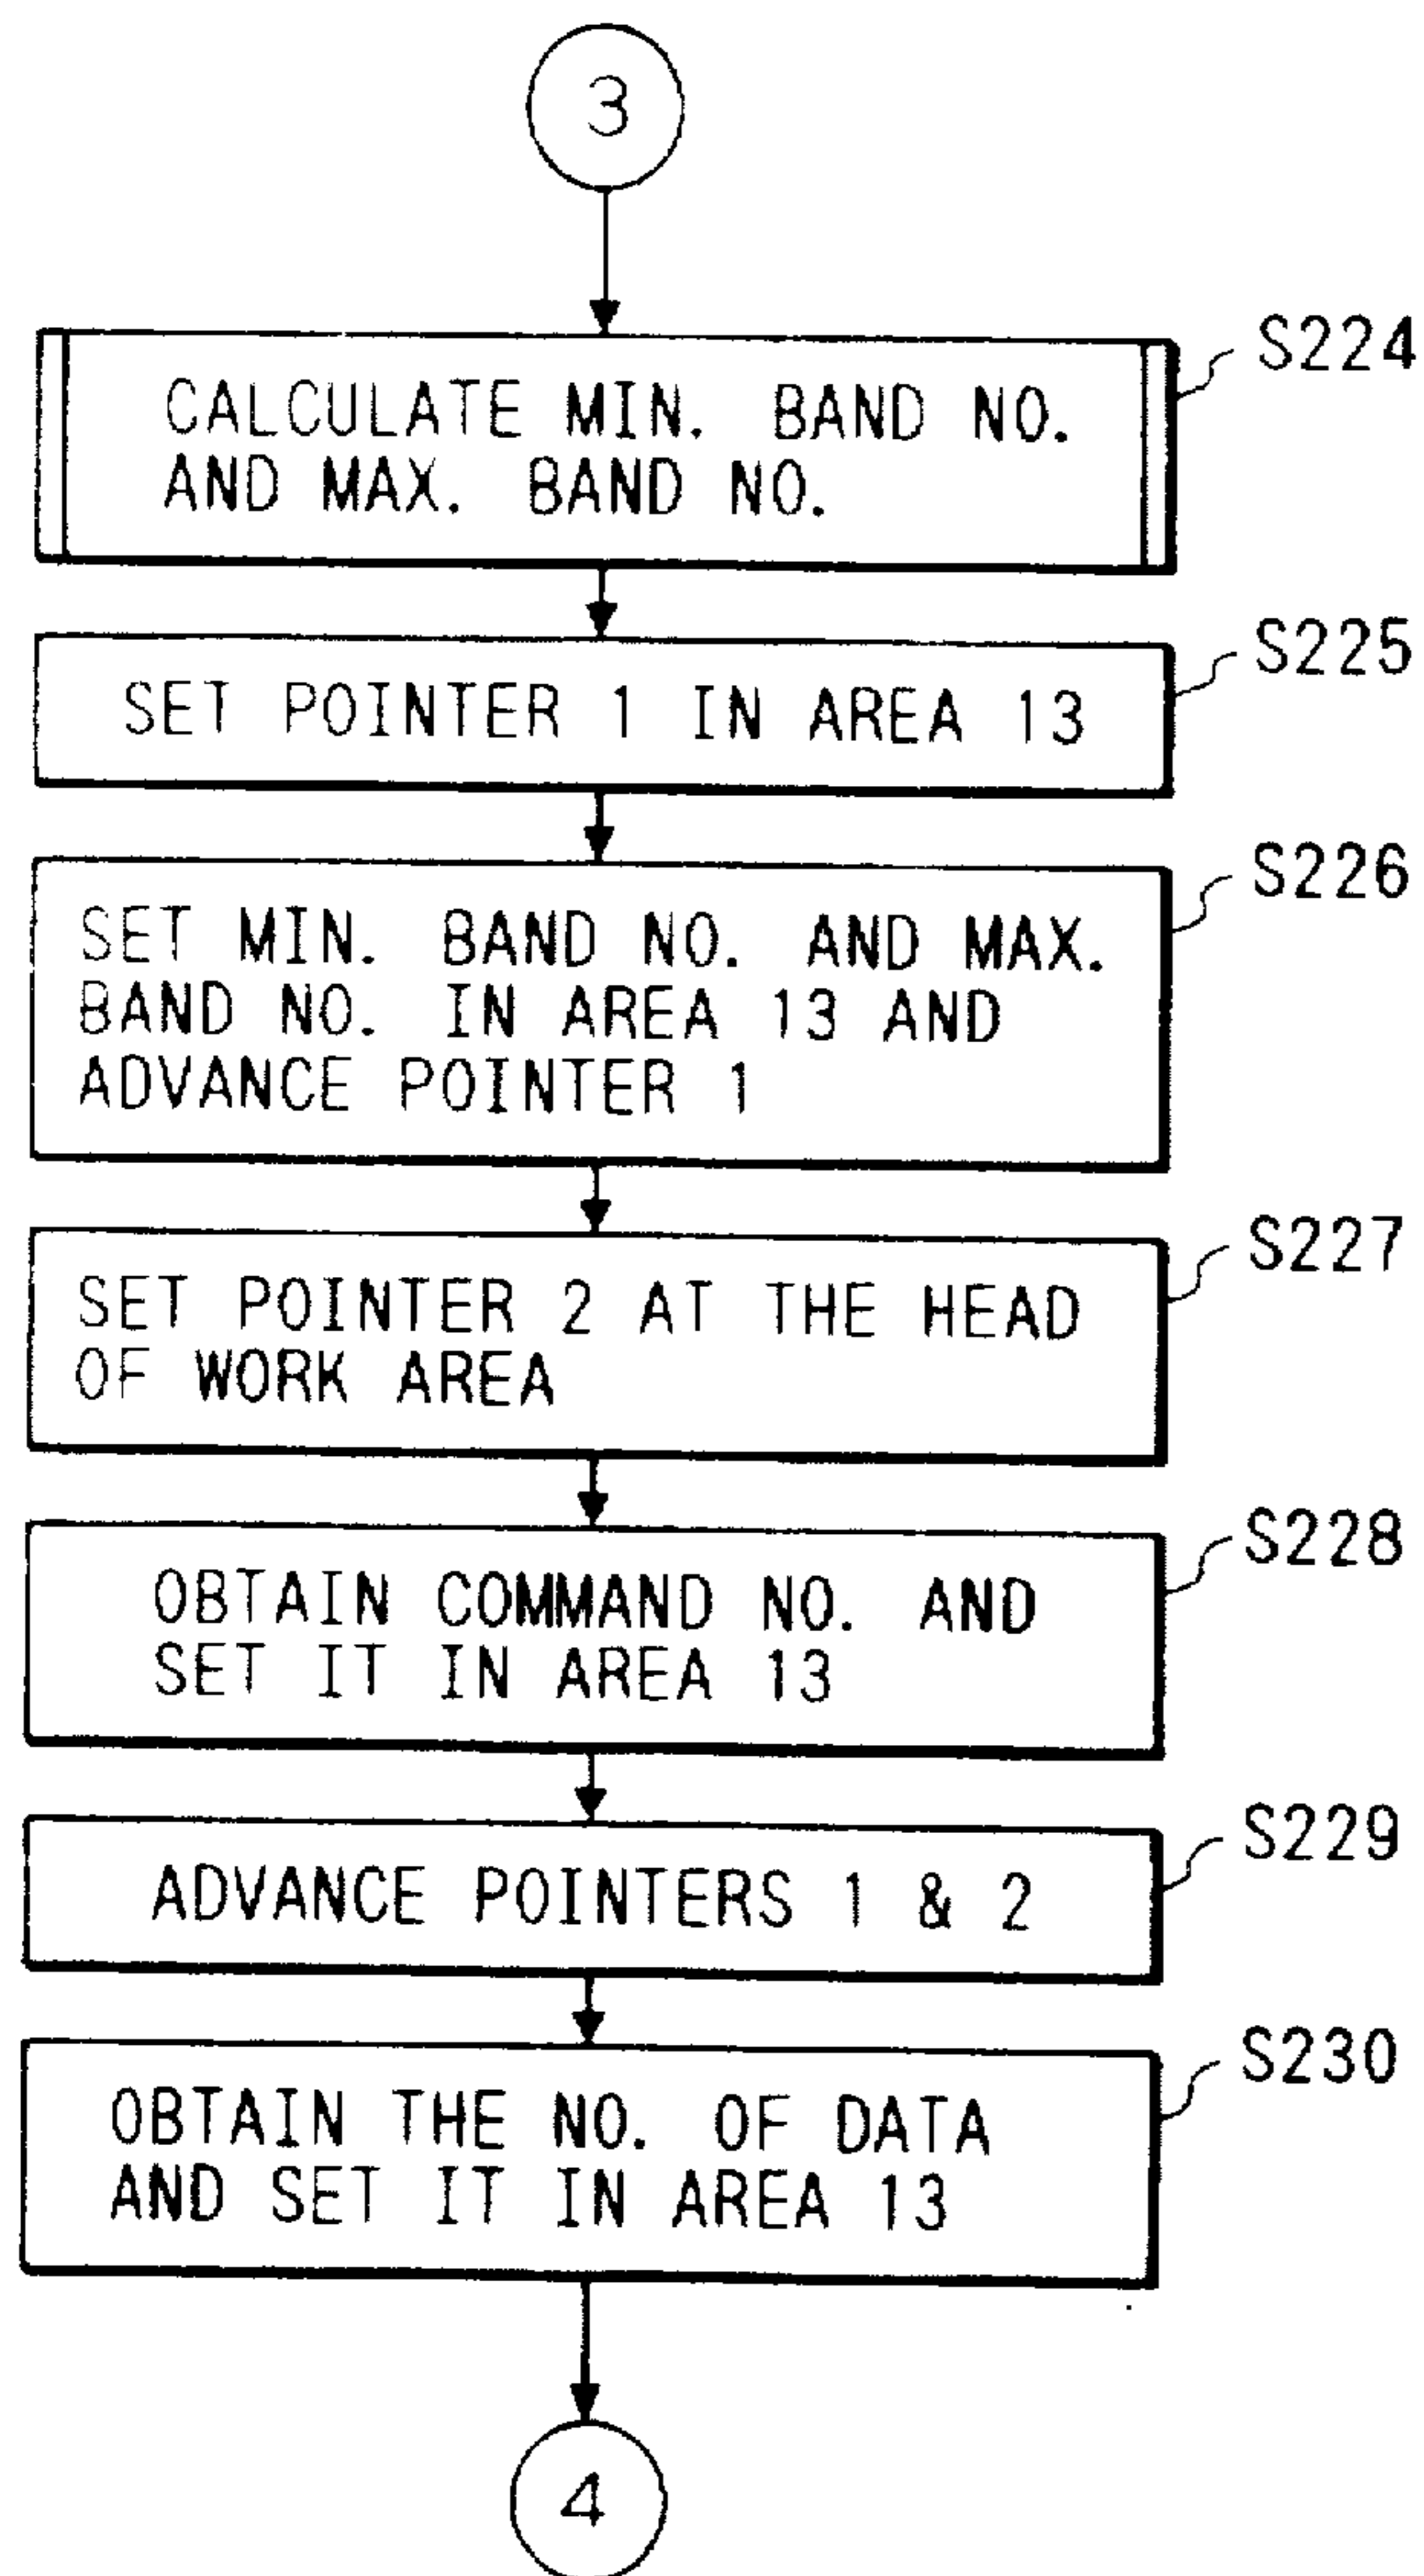 3
CALCULATE MIN. BAND NO.
AND MAX. BAND NO.
S224
SET POINTER 1 IN AREA 13
S225
SET MIN. BAND NO. AND MAX.
BAND NO. IN AREA 13 AND
ADVANCE POINTER 1
S226
SET POINTER 2 AT THE HEAD
OF WORK AREA
S227
OBTAIN COMMAND NO. AND
SET IT IN AREA 13
S228
ADVANCE POINTERS 1 & 2
S229
OBTAIN THE NO. OF DATA
AND SET IT IN AREA 13
S230
4